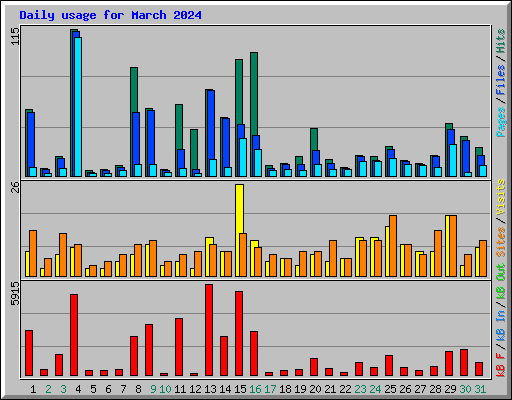 Daily usage for March 2024
115
Pages / Files / Hits
26
Sites / Visits
5915
kB F / kB In / kB Out
1 2 3 4 5 6 7 8 9 10 11 12 13 14 15 16 17 18 19 20 21 22 23 24 25 26 27 28 29 30 31